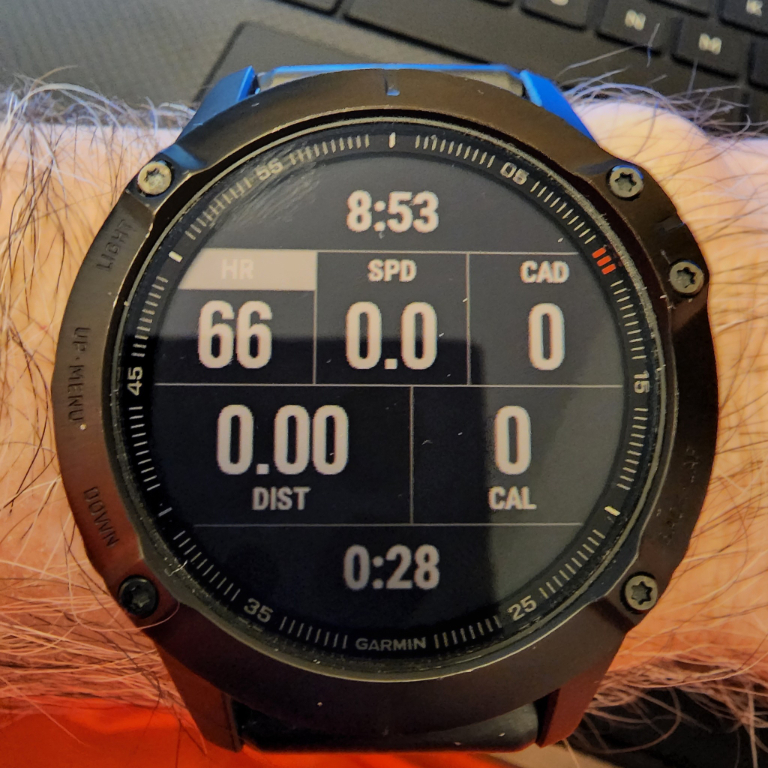 N
M
K
55
05
8:53
LIGHT
HR SPD CAD
66 0.0 0
UP·MENU
45
15
0.00 0
DIST CAL
DOWN
0:28
35
25
GARMIN